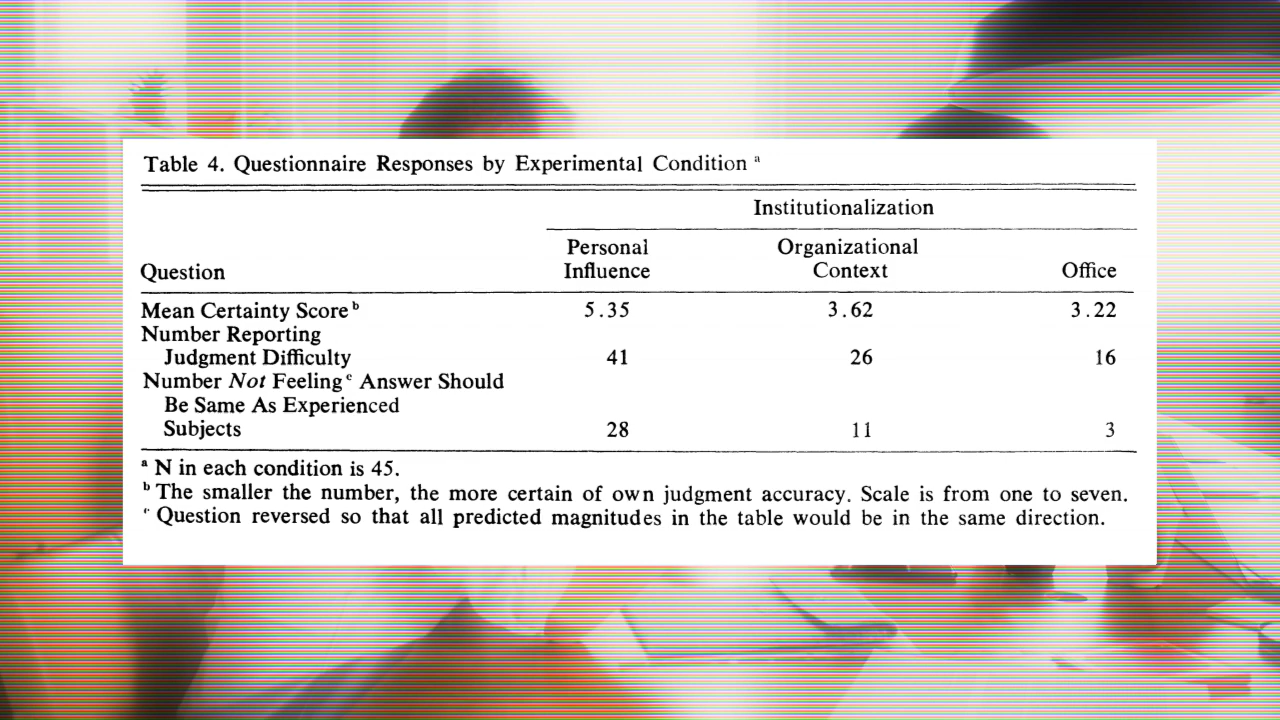 Table 4. Questionnaire Responses by Experimental Condition ᵃ
Institutionalization
Personal Influence Organizational Context Office
Question
Mean Certainty Score ᵇ 5.35 3.62 3.22
Number Reporting
Judgment Difficulty 41 26 16
Number Not Feeling ᶜ Answer Should
Be Same As Experienced
Subjects 28 11 3
ᵃ N in each condition is 45.
ᵇ The smaller the number, the more certain of own judgment accuracy. Scale is from one to seven.
ᶜ Question reversed so that all predicted magnitudes in the table would be in the same direction.